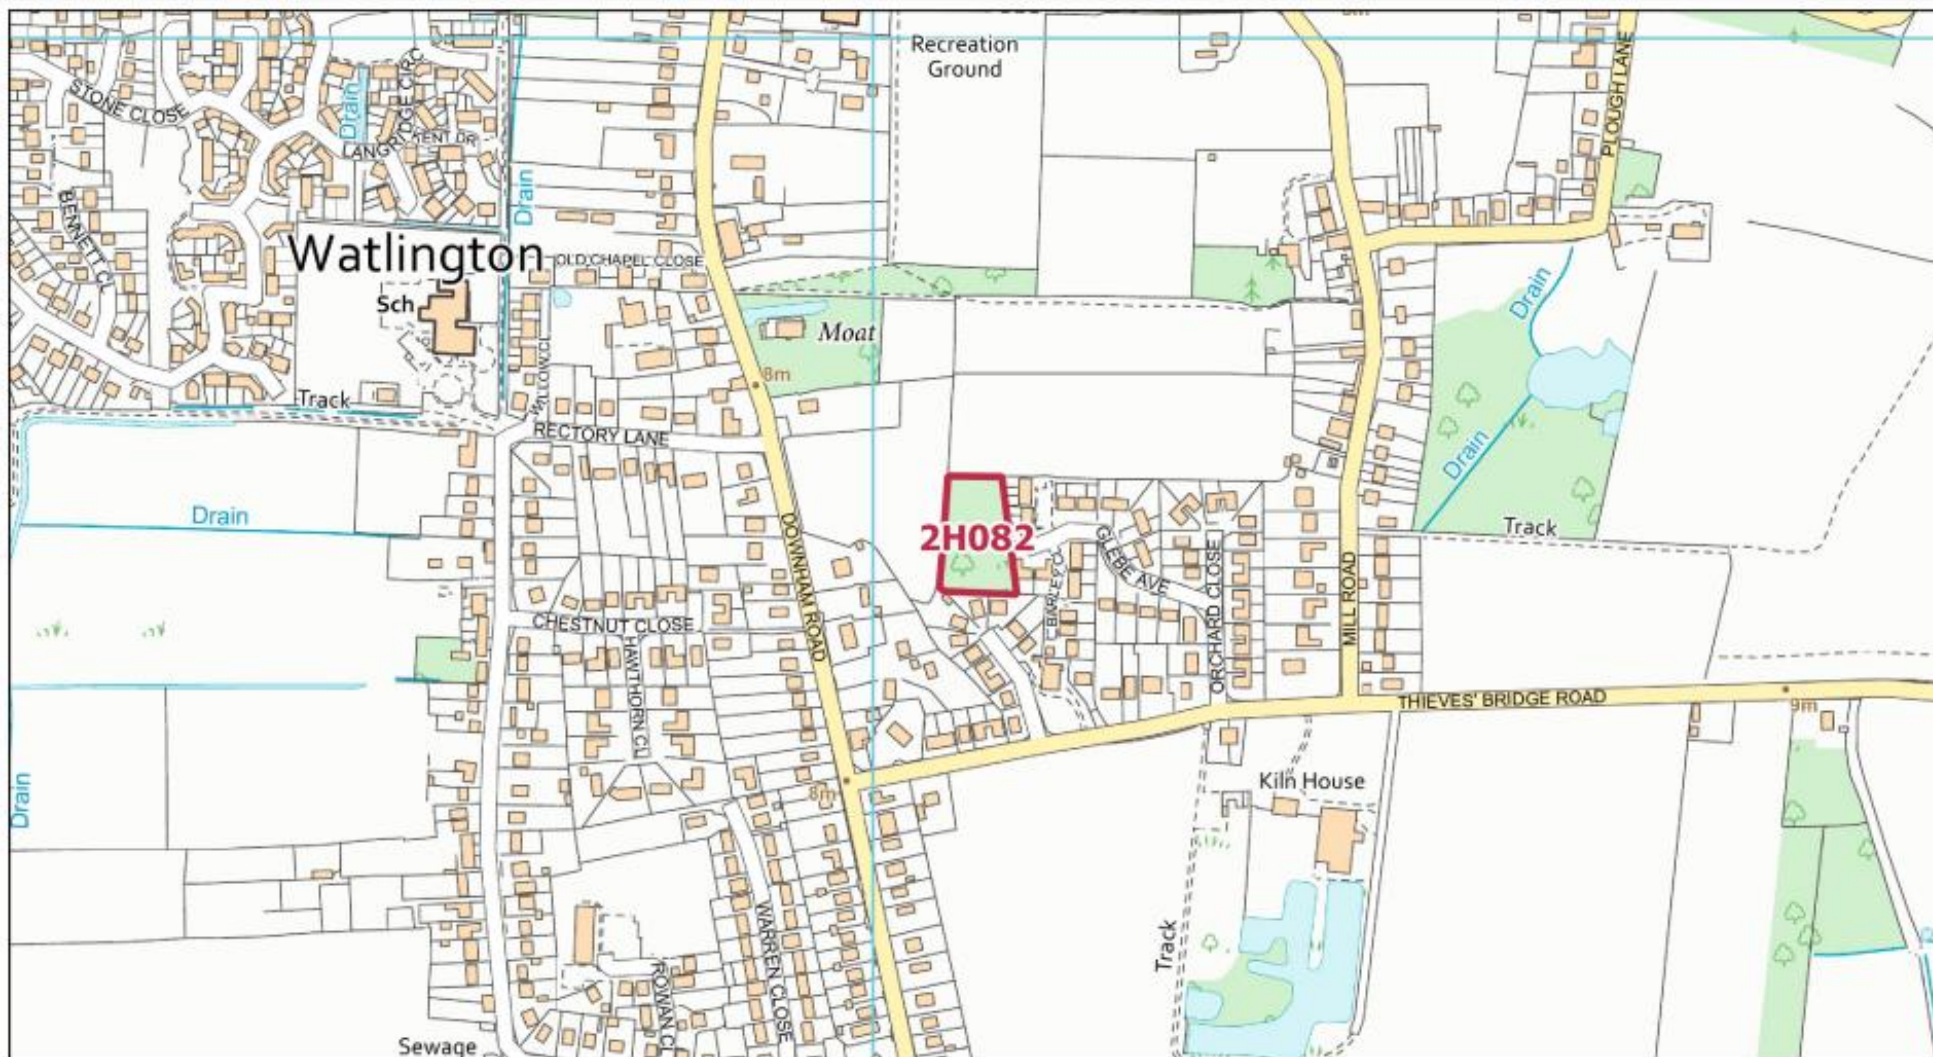 Recreation
Ground
STONE CLOSE
Drain
LANGRIDGE CIRC
KENT DR
PLOUGH LANE
Drain
BENNETT CL
Watlington
OLD CHAPEL CLOSE
Sch
Moat
Drain
WILLOW CL
8m
Track
RECTORY LANE
Drain
Drain
DOWNHAM ROAD
2H082
GLEBE AVE
BARLEY CL
ORCHARD CLOSE
MILL ROAD
Track
CHESTNUT CLOSE
HAWTHORN CL
THIEVES' BRIDGE ROAD
9m
Drain
8m
Kiln House
Track
WARREN CLOSE
ROWAN CL
Sewage